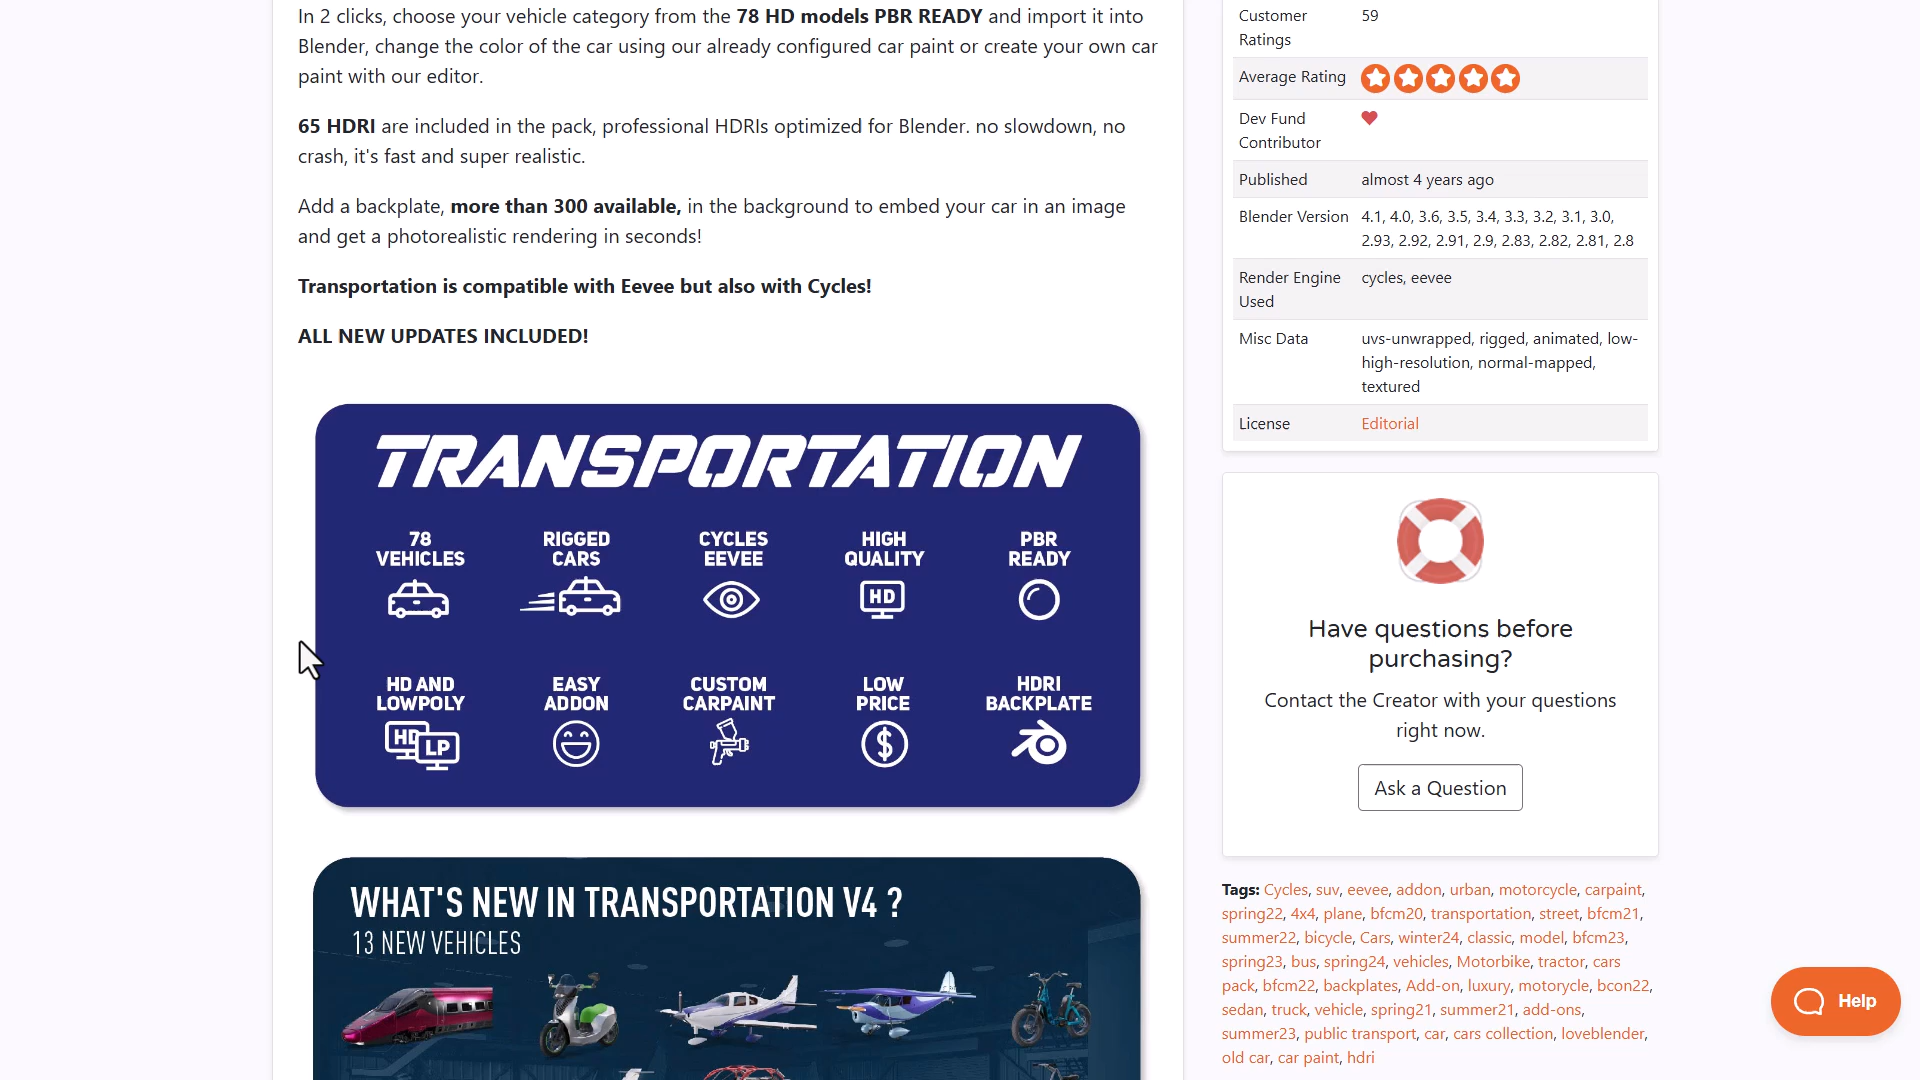 In 2 clicks, choose your vehicle category from the 78 HD models PBR READY and import it into
Blender, change the color of the car using our already configured car paint or create your own car
paint with our editor.
65 HDRI are included in the pack, professional HDRIs optimized for Blender. no slowdown, no
crash, it's fast and super realistic.
Add a backplate, more than 300 available, in the background to embed your car in an image
and get a photorealistic rendering in seconds!
Transportation is compatible with Eevee but also with Cycles!
ALL NEW UPDATES INCLUDED!
TRANSPORTATION
78
VEHICLES
RIGGED
CARS
CYCLES
EEVEE
HIGH
QUALITY
HD
PBR
READY
HD AND
LOWPOLY
HD
LP
EASY
ADDON
CUSTOM
CARPAINT
LOW
PRICE
$
HDRI
BACKPLATE
WHAT'S NEW IN TRANSPORTATION V4 ?
13 NEW VEHICLES
Customer
Ratings
59
Average Rating
Dev Fund
Contributor
Published
almost 4 years ago
Blender Version
4.1, 4.0, 3.6, 3.5, 3.4, 3.3, 3.2, 3.1, 3.0,
2.93, 2.92, 2.91, 2.9, 2.83, 2.82, 2.81, 2.8
Render Engine
Used
cycles, eevee
Misc Data
uvs-unwrapped, rigged, animated, low-
high-resolution, normal-mapped,
textured
License
Editorial
Have questions before
purchasing?
Contact the Creator with your questions
right now.
Ask a Question
Tags: Cycles, suv, eevee, addon, urban, motorcycle, carpaint,
spring22, 4x4, plane, bfcm20, transportation, street, bfcm21,
summer22, bicycle, Cars, winter24, classic, model, bfcm23,
spring23, bus, spring24, vehicles, Motorbike, tractor, cars
pack, bfcm22, backplates, Add-on, luxury, motorycle, bcon22,
sedan, truck, vehicle, spring21, summer21, add-ons,
summer23, public transport, car, cars collection, loveblender,
old car, car paint, hdri
Help